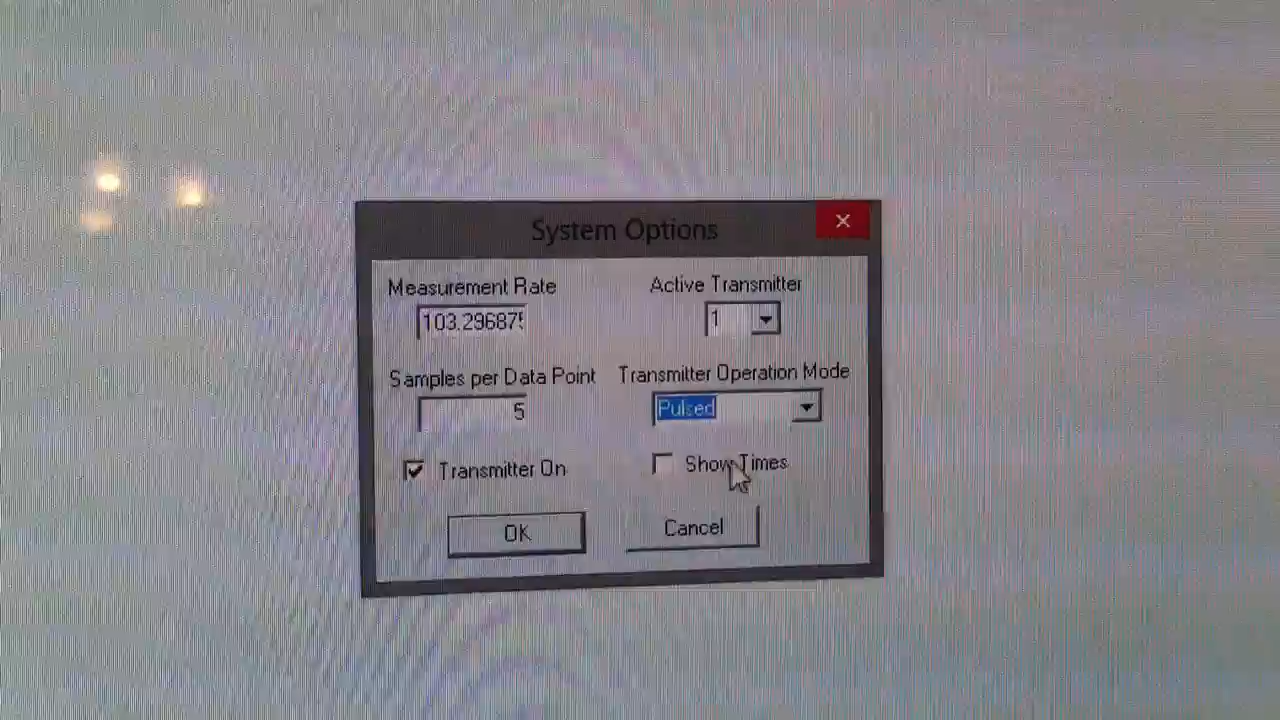 System Options
Measurement Rate
Active Transmitter
103.296875
1
Samples per Data Point
Transmitter Operation Mode
5
Pulsed
Transmitter On
Show Times
OK
Cancel